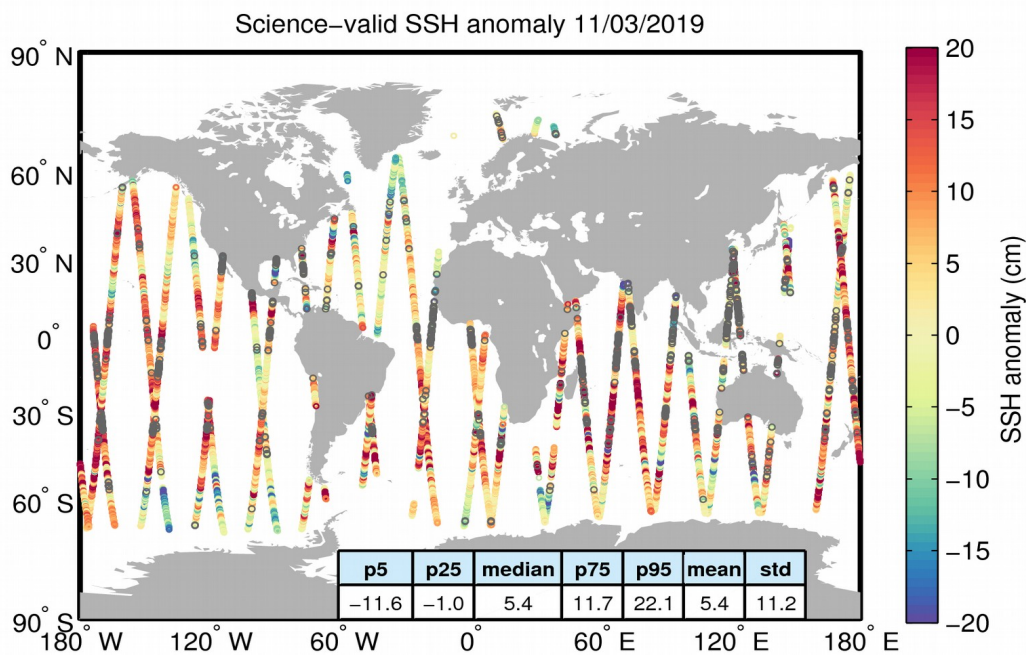 Science−valid SSH anomaly 11/03/2019
90° N
60° N
30° N
0°
30° S
60° S
90° S
180° W
120° W
60° W
0°
60° E
120° E
180° E
p5 p25 median p75 p95 mean std
−11.6 −1.0 5.4 11.7 22.1 5.4 11.2
20
15
10
5
0
−5
−10
−15
−20
SSH anomaly (cm)